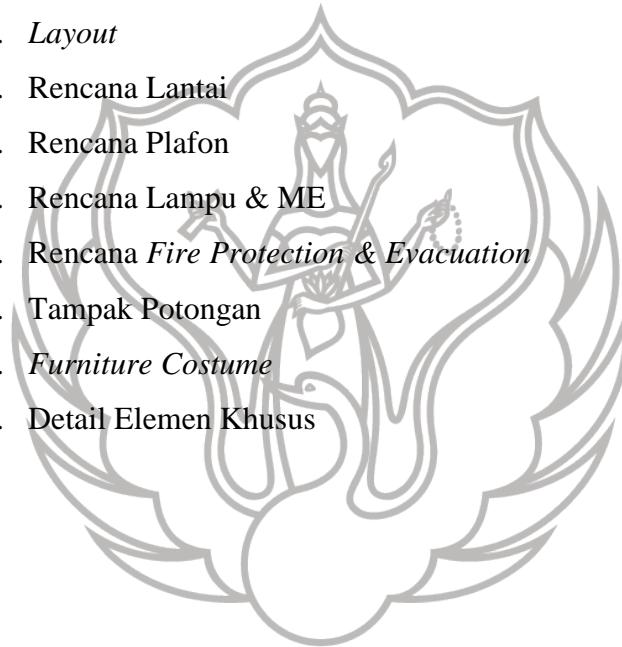 . Layout
. Rencana Lantai
. Rencana Plafon
. Rencana Lampu & ME
. Rencana Fire Protection & Evacuation
. Tampak Potongan
. Furniture Costume
. Detail Elemen Khusus